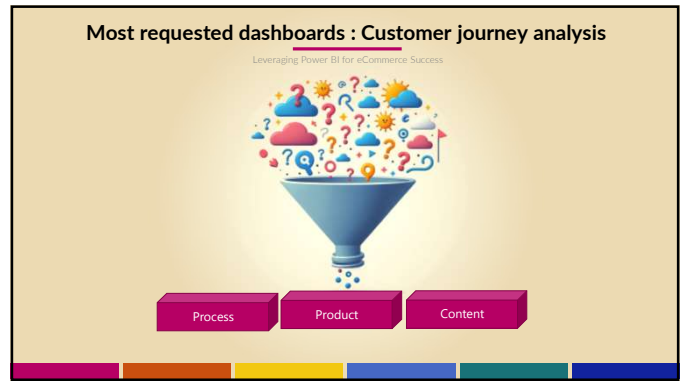 Most requested dashboards : Customer journey analysis
Leveraging Power BI for eCommerce Success
Process
Product
Content